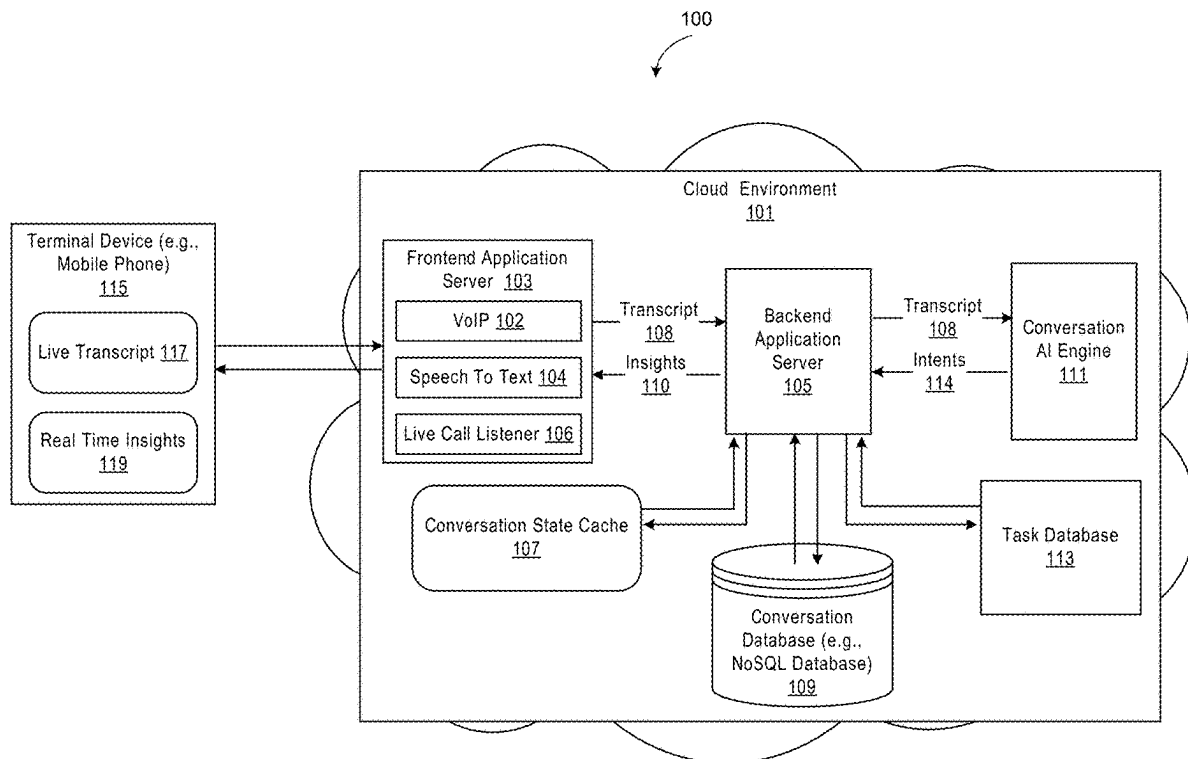 100
Cloud Environment
101
Terminal Device (e.g.,
Mobile Phone)
115
Live Transcript 117
Real Time Insights
119
Frontend Application
Server 103
VoIP 102
Speech To Text 104
Live Call Listener 106
Transcript
108
Insights
110
Backend
Application
Server
105
Transcript
108
Intents
114
Conversation
AI Engine
111
Conversation State Cache
107
Conversation
Database (e.g.,
NoSQL Database)
109
Task Database
113